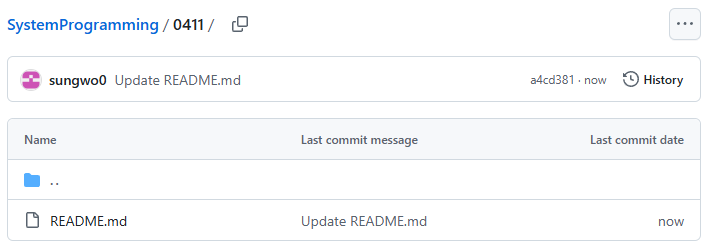 SystemProgramming / 0411 /
sungwo0 Update README.md a4cd381 · now History
Name Last commit message Last commit date
..
README.md Update README.md now